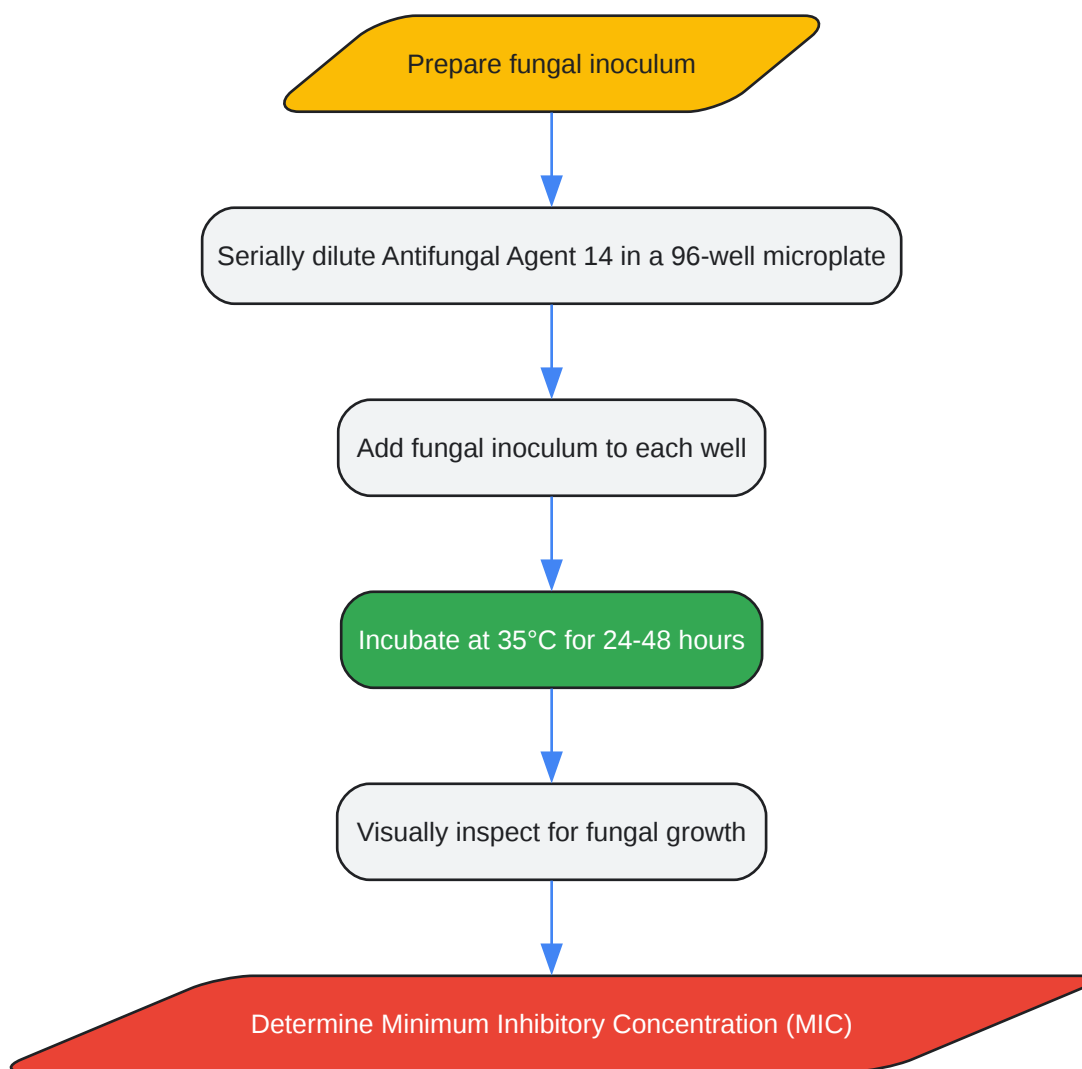 Prepare fungal inoculum
Serially dilute Antifungal Agent 14 in a 96-well microplate
Add fungal inoculum to each well
Incubate at 35°C for 24-48 hours
Visually inspect for fungal growth
Determine Minimum Inhibitory Concentration (MIC)